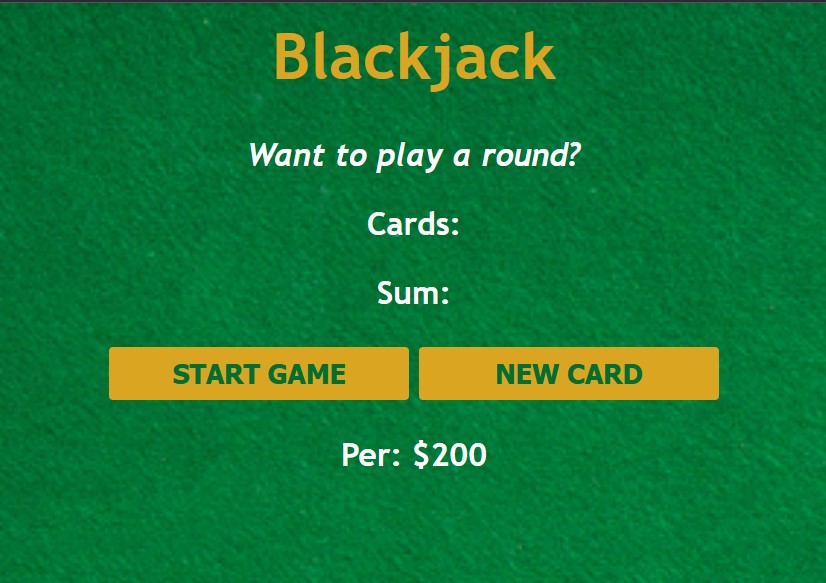 Blackjack
Want to play a round?
Cards:
Sum:
START GAME NEW CARD
Per: $200